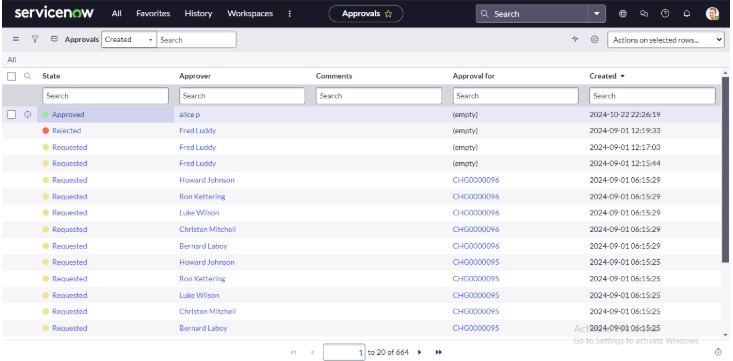 servicenow All Favorites History Workspaces Approvals Search
Approvals Created Search Actions on selected rows...
All
State Approver Comments Approval for Created
Search Search Search Search Search
Approved alice p (empty) 2024-10-22 22:26:19
Rejected Fred Luddy (empty) 2024-09-01 12:19:33
Requested Fred Luddy (empty) 2024-09-01 12:17:03
Requested Fred Luddy (empty) 2024-09-01 12:15:44
Requested Howard Johnson CHG0000096 2024-09-01 06:15:29
Requested Ron Kettering CHG0000096 2024-09-01 06:15:29
Requested Luke Wilson CHG0000096 2024-09-01 06:15:29
Requested Christen Mitchell CHG0000096 2024-09-01 06:15:29
Requested Bernard Laboy CHG0000096 2024-09-01 06:15:29
Requested Howard Johnson CHG0000095 2024-09-01 06:15:25
Requested Ron Kettering CHG0000095 2024-09-01 06:15:25
Requested Luke Wilson CHG0000095 2024-09-01 06:15:25
Requested Christen Mitchell CHG0000095 2024-09-01 06:15:25
Requested Bernard Laboy CHG0000095 2024-09-01 06:15:25
Go to Settings to activate Windows.
1 to 20 of 664